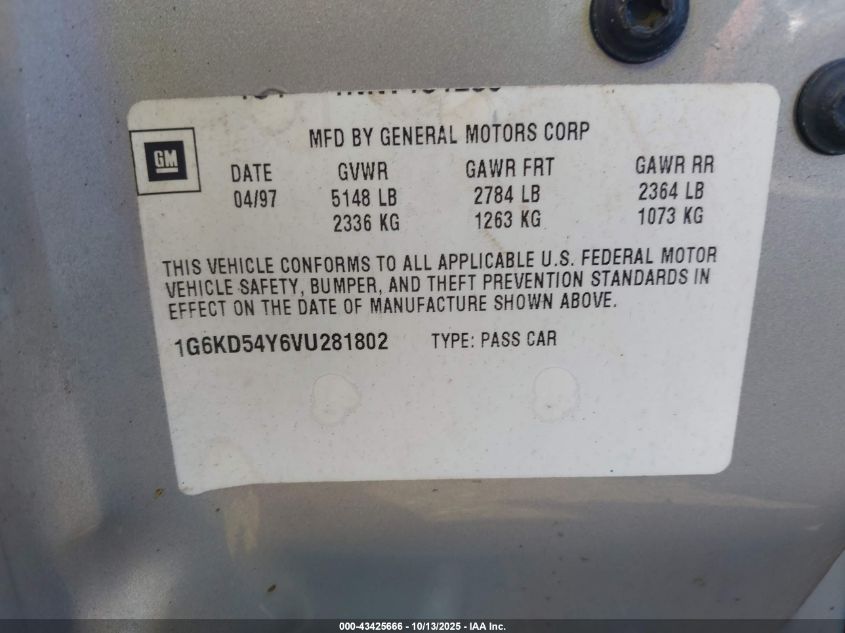 MFD BY GENERAL MOTORS CORP
GM
DATE GVWR GAWR FRT GAWR RR
04/97 5148 LB 2784 LB 2364 LB
2336 KG 1263 KG 1073 KG
THIS VEHICLE CONFORMS TO ALL APPLICABLE U.S. FEDERAL MOTOR
VEHICLE SAFETY, BUMPER, AND THEFT PREVENTION STANDARDS IN
EFFECT ON THE DATE OF MANUFACTURE SHOWN ABOVE.
1G6KD54Y6VU281802 TYPE: PASS CAR
000-43425666 - 10/13/2025 - IAA Inc.